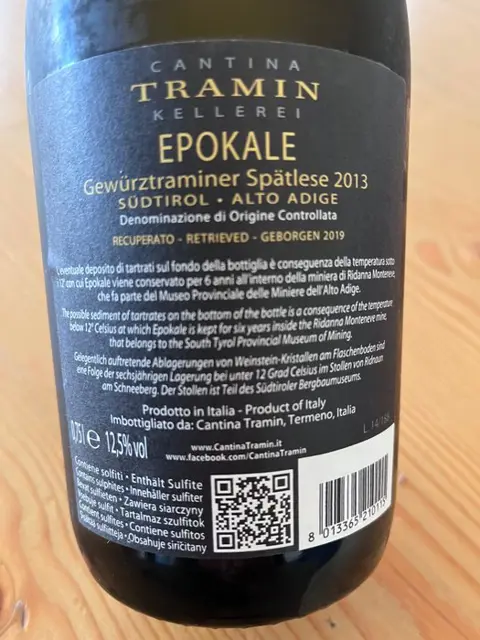 CANTINA
TRAMIN
KELLEREI
EPOKALE
Gewürztraminer Spätlese 2013
SÜDTIROL · ALTO ADIGE
Denominazione di Origine Controllata
RECUPERATO - RETRIEVED - GEBORGEN 2019
L'eventuale deposito di tartrati sul fondo della bottiglia è conseguenza della temperatura sotto
i 12° con cui Epokale viene conservato per 6 anni all'interno della miniera di Ridanna Monteneve,
che fa parte del Museo Provinciale delle Miniere dell'Alto Adige.
The possible sediment of tartrates on the bottom of the bottle is a consequence of the temperature
below 12° Celsius at which Epokale is kept for six years inside the Ridanna Monteneve mine,
that belongs to the South Tyrol Provincial Museum of Mining.
Gelegentlich auftretende Ablagerungen von Weinstein-Kristallen am Flaschenboden sind
eine Folge der sechsjährigen Lagerung bei unter 12 Grad Celsius im Stollen von Ridnaun
am Schneeberg. Der Stollen ist Teil des Südtiroler Bergbaumuseums.
Prodotto in Italia - Product of Italy
Imbottigliato da: Cantina Tramin, Termeno, Italia
0,75 l e 12,5% vol
L.14/168
www.CantinaTramin.it
www.facebook.com/CantinaTramin
Contiene solfiti · Enthält Sulfite
Contains sulphites · Innehåller sulfiter
Bevat sulfieten · Zawiera siarczyny
Tartalmaz szulfitok
Contient sulfites · Contiene sulfitos
Obsahuje siričitany
8 013365 210115